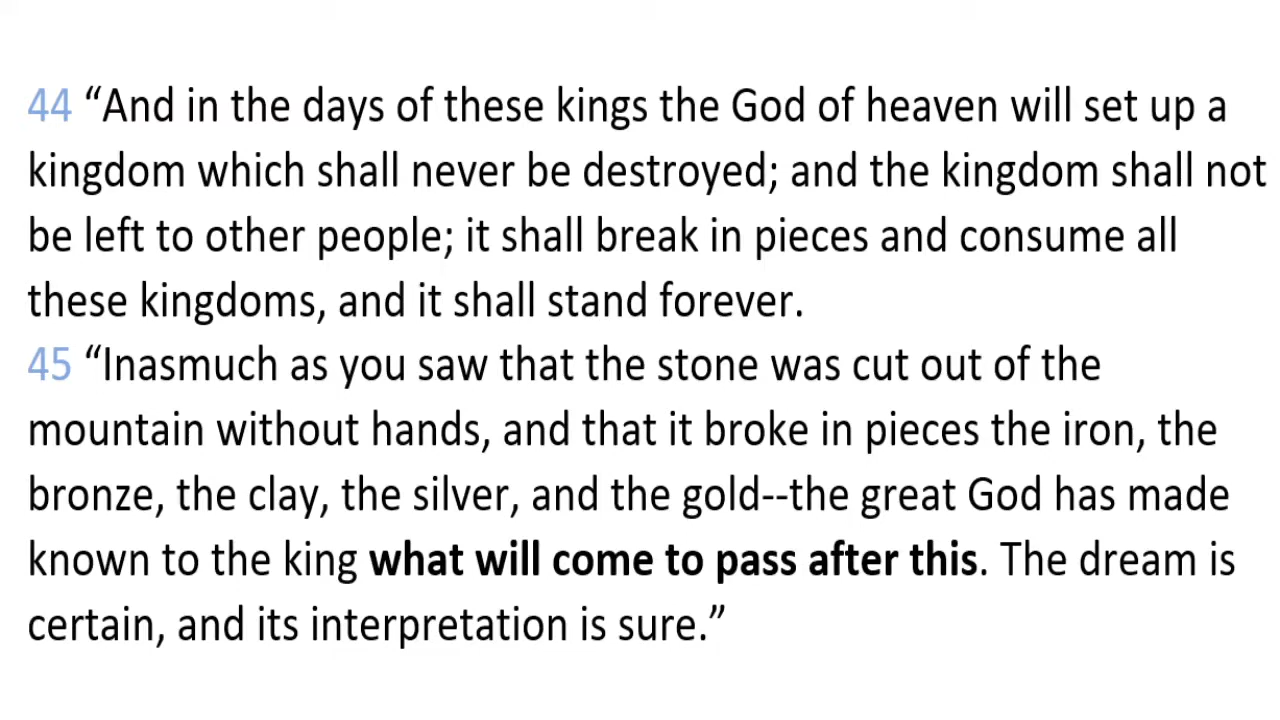 44 “And in the days of these kings the God of heaven will set up a
kingdom which shall never be destroyed; and the kingdom shall not
be left to other people; it shall break in pieces and consume all
these kingdoms, and it shall stand forever.
45 “Inasmuch as you saw that the stone was cut out of the
mountain without hands, and that it broke in pieces the iron, the
bronze, the clay, the silver, and the gold--the great God has made
known to the king what will come to pass after this. The dream is
certain, and its interpretation is sure.”